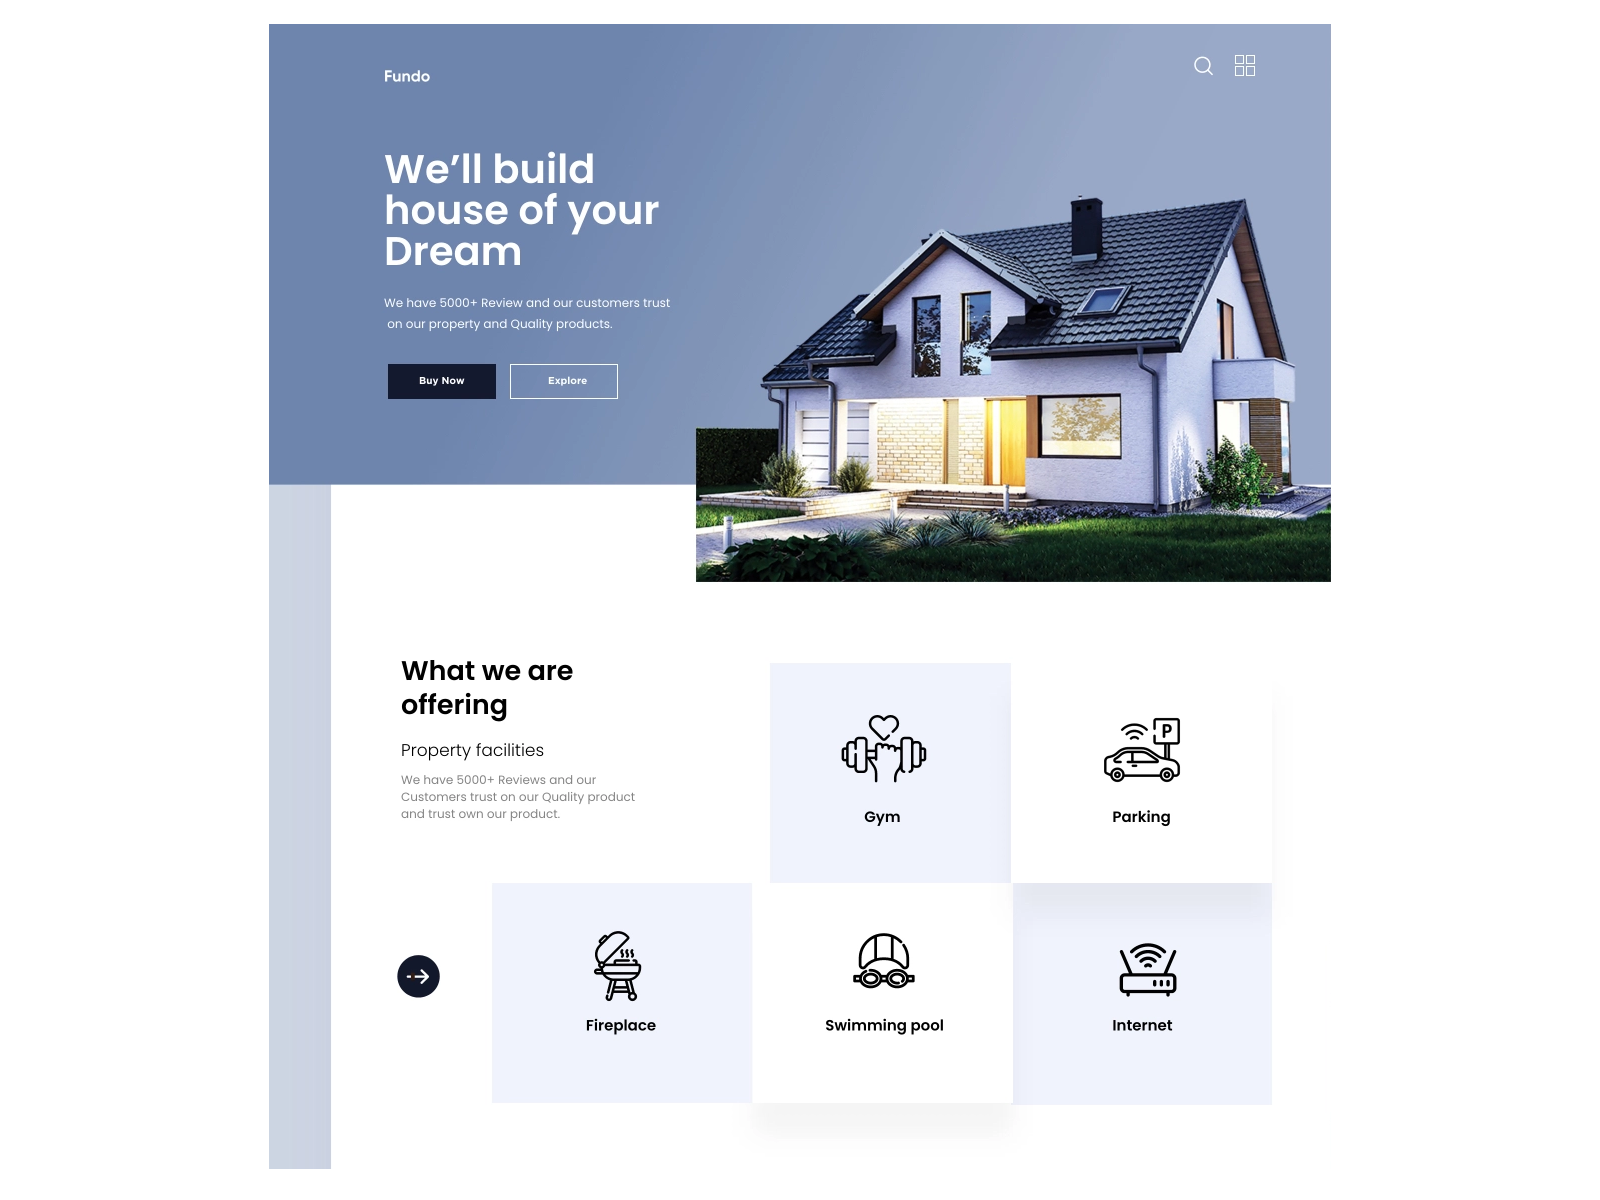 Fundo
We’ll build
house of your
Dream
We have 5000+ Review and our customers trust
on our property and Quality products.
Buy Now
Explore
What we are
offering
Property facilities
We have 5000+ Reviews and our
Customers trust on our Quality product
and trust own our product.
P
Gym
Parking
Fireplace
Swimming pool
Internet